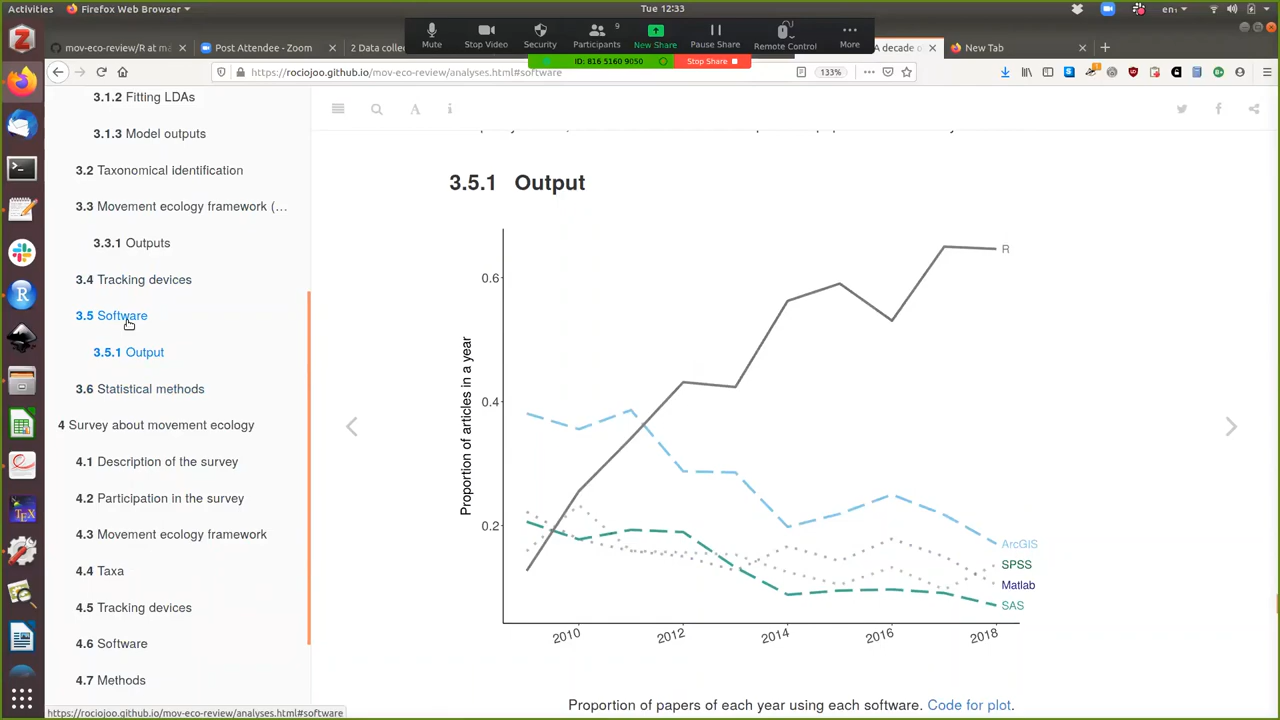 Activities
Firefox Web Browser
Tue 12:33
en
mov-eco-review/R at ma
Post Attendee - Zoom
2 Data collec
A decade o
New Tab
Mute
Stop Video
Security
9
Participants
New Share
Pause Share
Remote Control
More
ID: 816 5160 9050
Stop Share
https://rociojoo.github.io/mov-eco-review/analyses.html#software
133%
3.1.2 Fitting LDAs
3.1.3 Model outputs
3.2 Taxonomical identification
3.3 Movement ecology framework (...
3.3.1 Outputs
3.4 Tracking devices
3.5 Software
3.5.1 Output
3.6 Statistical methods
4 Survey about movement ecology
4.1 Description of the survey
4.2 Participation in the survey
4.3 Movement ecology framework
4.4 Taxa
4.5 Tracking devices
4.6 Software
4.7 Methods
3.5.1 Output
Proportion of articles in a year
0.6
0.4
0.2
R
ArcGIS
SPSS
Matlab
SAS
2010
2012
2014
2016
2018
Proportion of papers of each year using each software. Code for plot.
https://rociojoo.github.io/mov-eco-review/analyses.html#software